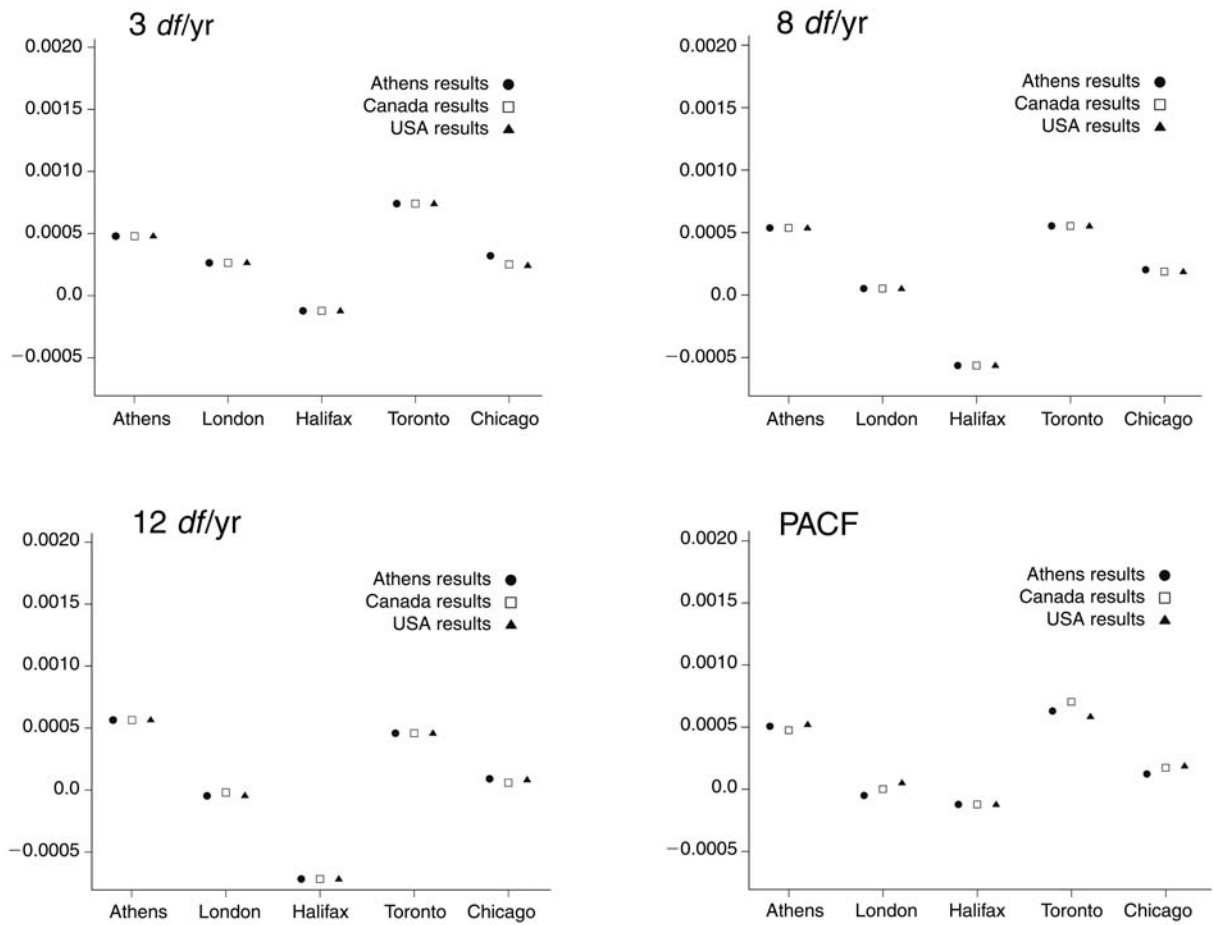 3 df/yr
0.0020
0.0015
0.0010
0.0005
0.0
−0.0005
Athens results
Canada results
USA results
Athens London Halifax Toronto Chicago
8 df/yr
0.0020
0.0015
0.0010
0.0005
0.0
−0.0005
Athens results
Canada results
USA results
Athens London Halifax Toronto Chicago
12 df/yr
0.0020
0.0015
0.0010
0.0005
0.0
−0.0005
Athens results
Canada results
USA results
Athens London Halifax Toronto Chicago
PACF
0.0020
0.0015
0.0010
0.0005
0.0
−0.0005
Athens results
Canada results
USA results
Athens London Halifax Toronto Chicago